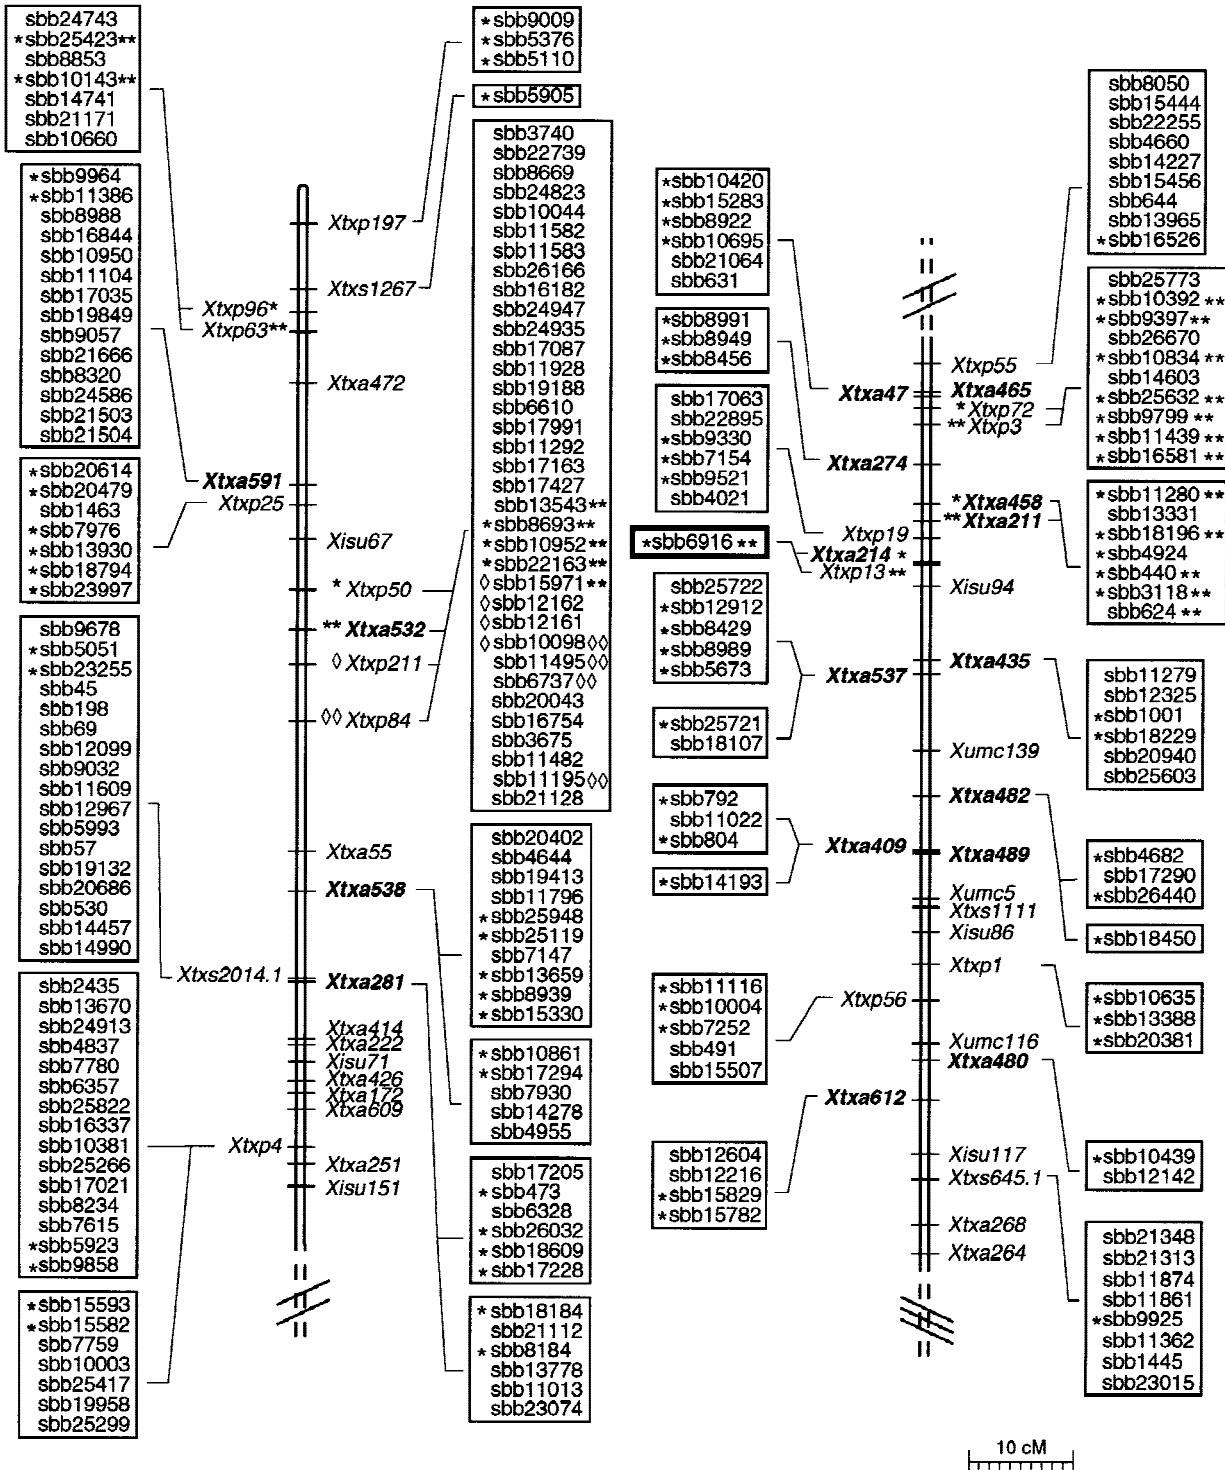 sbb24743
*sbb25423**
sbb8853
*sbb10143**
sbb14741
sbb21171
sbb10660
*sbb9964
*sbb11386
sbb8988
sbb16844
sbb10950
sbb11104
sbb17035
sbb19849
sbb9057
sbb21666
sbb8320
sbb24586
sbb21503
sbb21504
*sbb20614
*sbb20479
sbb1463
*sbb7976
*sbb13930
*sbb18794
*sbb23997
sbb9678
*sbb5051
*sbb23255
sbb45
sbb198
sbb69
sbb12099
sbb9032
sbb11609
sbb12967
sbb5993
sbb57
sbb19132
sbb20686
sbb530
sbb14457
sbb14990
sbb2435
sbb13670
sbb24913
sbb4837
sbb7780
sbb6357
sbb25822
sbb16337
sbb10381
sbb25266
sbb17021
sbb8234
sbb7615
*sbb5923
*sbb9858
*sbb15593
*sbb15582
sbb7759
sbb10003
sbb25417
sbb19958
sbb25299
Xtxp197
Xtxs1267
Xtxp96*
Xtxp63**
Xtxa472
Xtxa591
Xtxp25
Xisu67
* Xtxp50
** Xtxa532
◊ Xtxp211
◊◊ Xtxp84
Xtxa55
Xtxa538
Xtxs2014.1
Xtxa281
Xtxa414
Xtxa222
Xisu71
Xtxa426
Xtxa172
Xtxa609
Xtxp4
Xtxa251
Xisu151
*sbb9009
*sbb5376
*sbb5110
*sbb5905
sbb3740
sbb22739
sbb8669
sbb24823
sbb10044
sbb11582
sbb11583
sbb26166
sbb16182
sbb24947
sbb24935
sbb17087
sbb11928
sbb19188
sbb6610
sbb17991
sbb11292
sbb17163
sbb17427
sbb13543**
*sbb8693**
*sbb10952**
*sbb22163**
◊sbb15971**
◊sbb12162
◊sbb12161
◊sbb10098◊◊
sbb11495◊◊
sbb6737◊◊
sbb20043
sbb16754
sbb3675
sbb11482
sbb11195◊◊
sbb21128
sbb20402
sbb4644
sbb19413
sbb11796
*sbb25948
*sbb25119
sbb7147
*sbb13659
*sbb8939
*sbb15330
*sbb10861
*sbb17294
sbb7930
sbb14278
sbb4955
sbb17205
*sbb473
sbb6328
*sbb26032
*sbb18609
*sbb17228
*sbb18184
sbb21112
*sbb8184
sbb13778
sbb11013
sbb23074
*sbb10420
*sbb15283
*sbb8922
*sbb10695
sbb21064
sbb631
*sbb8991
*sbb8949
*sbb8456
sbb17063
sbb22895
*sbb9330
*sbb7154
*sbb9521
sbb4021
*sbb6916 **
sbb25722
*sbb12912
*sbb8429
*sbb8989
*sbb5673
*sbb25721
sbb18107
*sbb792
sbb11022
*sbb804
*sbb14193
*sbb11116
*sbb10004
*sbb7252
sbb491
sbb15507
sbb12604
sbb12216
*sbb15829
*sbb15782
Xtxp55
Xtxa47
Xtxa465
* Xtxp72
** Xtxp3
Xtxa274
* Xtxa458
** Xtxa211
Xtxp19
Xtxa214 *
Xtxp13 **
Xisu94
Xtxa435
Xtxa537
Xumc139
Xtxa482
Xtxa409
Xtxa489
Xumc5
Xtxs1111
Xisu86
Xtxp1
Xtxp56
Xumc116
Xtxa480
Xtxa612
Xisu117
Xtxs645.1
Xtxa268
Xtxa264
sbb8050
sbb15444
sbb22255
sbb4660
sbb14227
sbb15456
sbb644
sbb13965
*sbb16526
sbb25773
*sbb10392 **
*sbb9397 **
sbb26670
*sbb10834 **
sbb14603
*sbb25632 **
*sbb9799 **
*sbb11439 **
*sbb16581 **
*sbb11280 **
sbb13331
*sbb18196 **
*sbb4924
*sbb440 **
*sbb3118 **
sbb624 **
sbb11279
sbb12325
*sbb1001
*sbb18229
sbb20940
sbb25603
*sbb4682
sbb17290
*sbb26440
*sbb18450
*sbb10635
*sbb13388
*sbb20381
*sbb10439
sbb12142
sbb21348
sbb21313
sbb11874
sbb11861
*sbb9925
sbb11362
sbb1445
sbb23015
10 cM